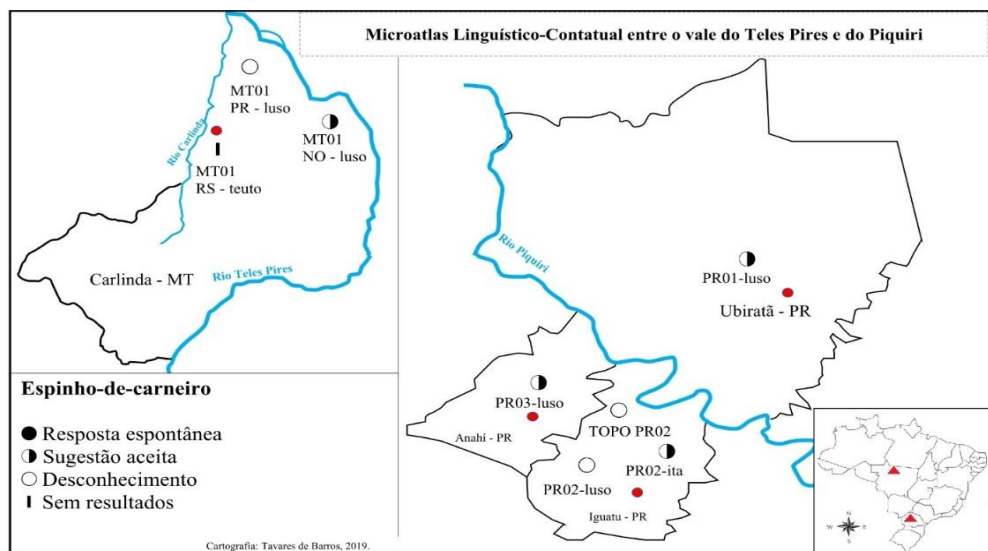 Microatlas Linguístico-Contatual entre o vale do Teles Pires e do Piquiri
MT01
PR - luso
Rio Carlinda
MT01
NO - luso
MT01
RS - teuto
Carlinda - MT
Rio Teles Pires
Rio Piquiri
PR01-luso
Ubiratã - PR
PR03-luso
Anahí - PR
TOPO PR02
PR02-ita
PR02-luso
Iguatu - PR
Espinho-de-carneiro
Resposta espontânea
Sugestão aceita
Desconhecimento
Sem resultados
Cartografia: Tavares de Barros, 2019.
N
W
E
S